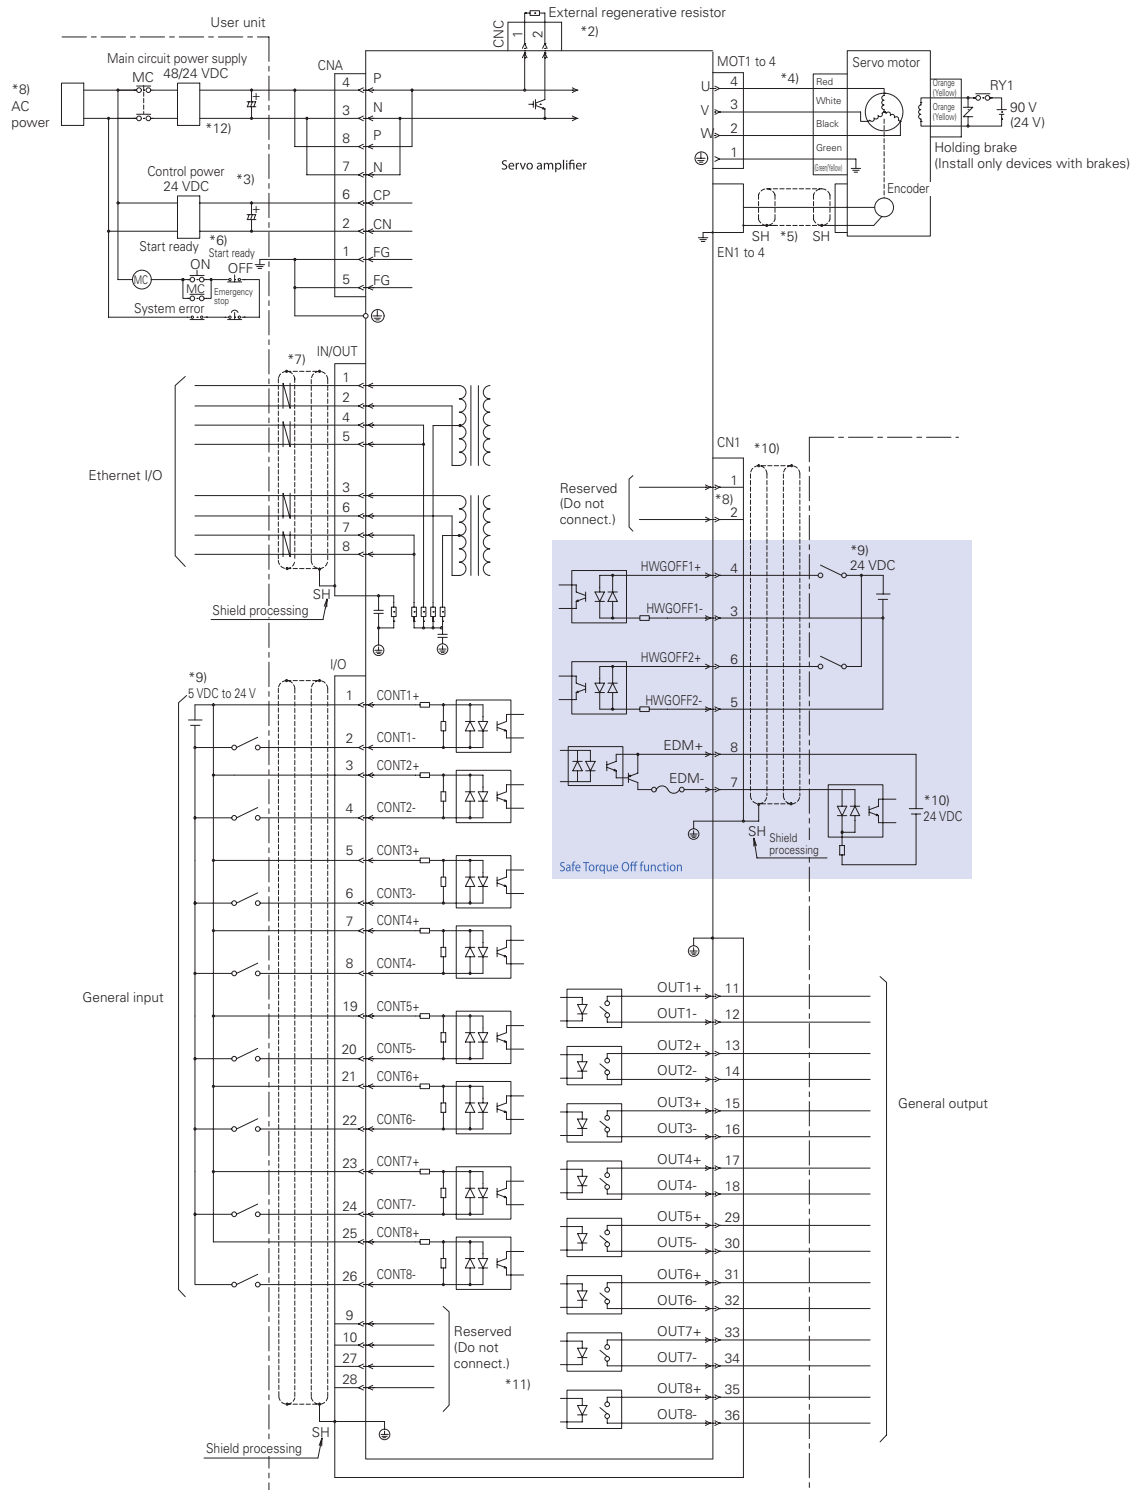 User unit
External regenerative resistor
*2)
CNC
1
2
Main circuit power supply
48/24 VDC
MC
*8)
AC
power
*12)
CNA
4
P
3
N
8
P
7
N
Control power
24 VDC
*3)
6
CP
2
CN
Start ready
*6)
Start ready
ON
OFF
1
FG
MC
MC
Emergency
stop
5
FG
System error
Servo amplifier
MOT1 to 4
U
4
*4)
V
3
W
2
1
Red
White
Black
Green
(Green/Yellow)
Servo motor
Orange
(Yellow)
Orange
(Yellow)
RY1
90 V
(24 V)
Holding brake
(Install only devices with brakes)
Encoder
SH
*5)
SH
EN1 to 4
*7)
IN/OUT
1
2
4
5
Ethernet I/O
3
6
7
8
SH
Shield processing
CN1
*10)
Reserved
(Do not
connect.)
1
*8)
2
*9)
24 VDC
HWGOFF1+
4
HWGOFF1-
3
HWGOFF2+
6
HWGOFF2-
5
EDM+
8
EDM-
7
*10)
24 VDC
SH
Shield
processing
Safe Torque Off function
I/O
*9)
5 VDC to 24 V
1
CONT1+
2
CONT1-
3
CONT2+
4
CONT2-
5
CONT3+
6
CONT3-
7
CONT4+
8
CONT4-
General input
19
CONT5+
20
CONT5-
21
CONT6+
22
CONT6-
23
CONT7+
24
CONT7-
25
CONT8+
26
CONT8-
9
10
27
28
Reserved
(Do not
connect.)
*11)
SH
Shield processing
OUT1+
11
OUT1-
12
OUT2+
13
OUT2-
14
OUT3+
15
OUT3-
16
General output
OUT4+
17
OUT4-
18
OUT5+
29
OUT5-
30
OUT6+
31
OUT6-
32
OUT7+
33
OUT7-
34
OUT8+
35
OUT8-
36